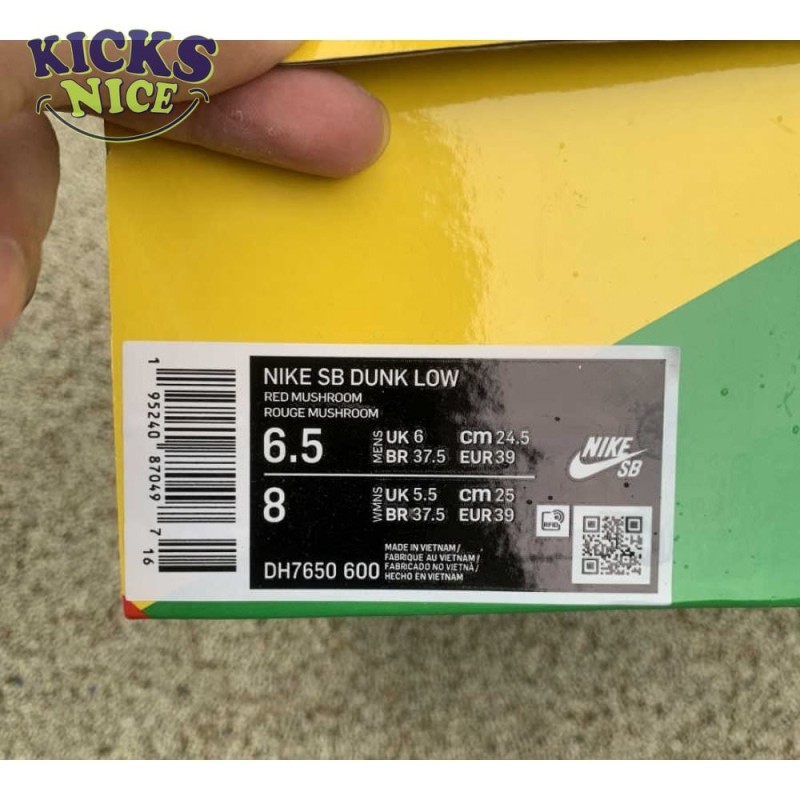 KICKS
NICE
NIKE SB DUNK LOW
RED MUSHROOM
ROUGE MUSHROOM
6.5 MENS UK 6 cm 24.5
BR 37.5 EUR 39
8 WMNS UK 5.5 cm 25
BR 37.5 EUR 39
NIKE
SB
RFID
MADE IN VIETNAM /
FABRIQUE AU VIETNAM /
FABRICADO NO VIETNÃ /
HECHO EN VIETNAM
DH7650 600
1 95240 87049 7 16